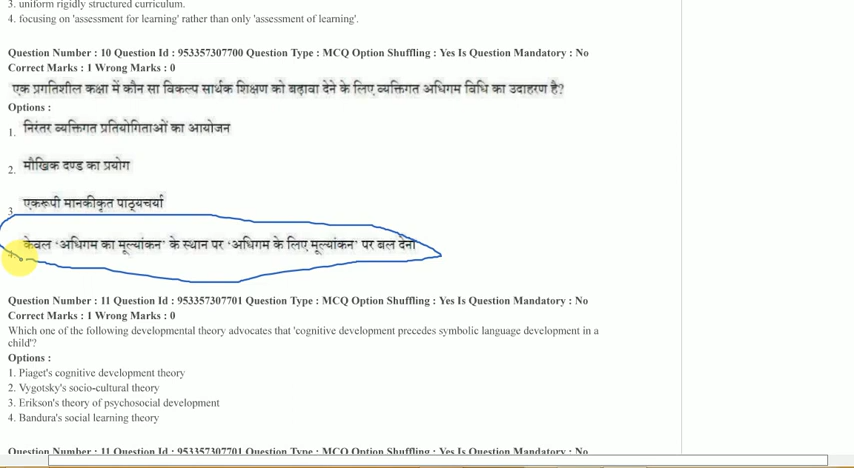 3. uniform rigidly structured curriculum.
4. focusing on 'assessment for learning' rather than only 'assessment of learning'.
Question Number : 10 Question Id : 953357307700 Question Type : MCQ Option Shuffling : Yes Is Question Mandatory : No
Correct Marks : 1 Wrong Marks : 0
एक प्रगतिशील कक्षा में कौन सा विकल्प सार्थक शिक्षण को बढ़ावा देने के लिए व्यक्तिगत अधिगम विधि का उदाहरण है?
Options :
1. निरंतर व्यक्तिगत प्रतियोगिताओं का आयोजन
2. मौखिक दण्ड का प्रयोग
3. एकरूपी मानकीकृत पाठ्यचर्या
केवल 'अधिगम का मूल्यांकन' के स्थान पर 'अधिगम के लिए मूल्यांकन' पर बल देना
Question Number : 11 Question Id : 953357307701 Question Type : MCQ Option Shuffling : Yes Is Question Mandatory : No
Correct Marks : 1 Wrong Marks : 0
Which one of the following developmental theory advocates that 'cognitive development precedes symbolic language development in a
child'?
Options :
1. Piaget's cognitive development theory
2. Vygotsky's socio-cultural theory
3. Erikson's theory of psychosocial development
4. Bandura's social learning theory
Question Number : 11 Question Id : 953357307701 Question Type : MCQ Option Shuffling : Yes Is Question Mandatory : No